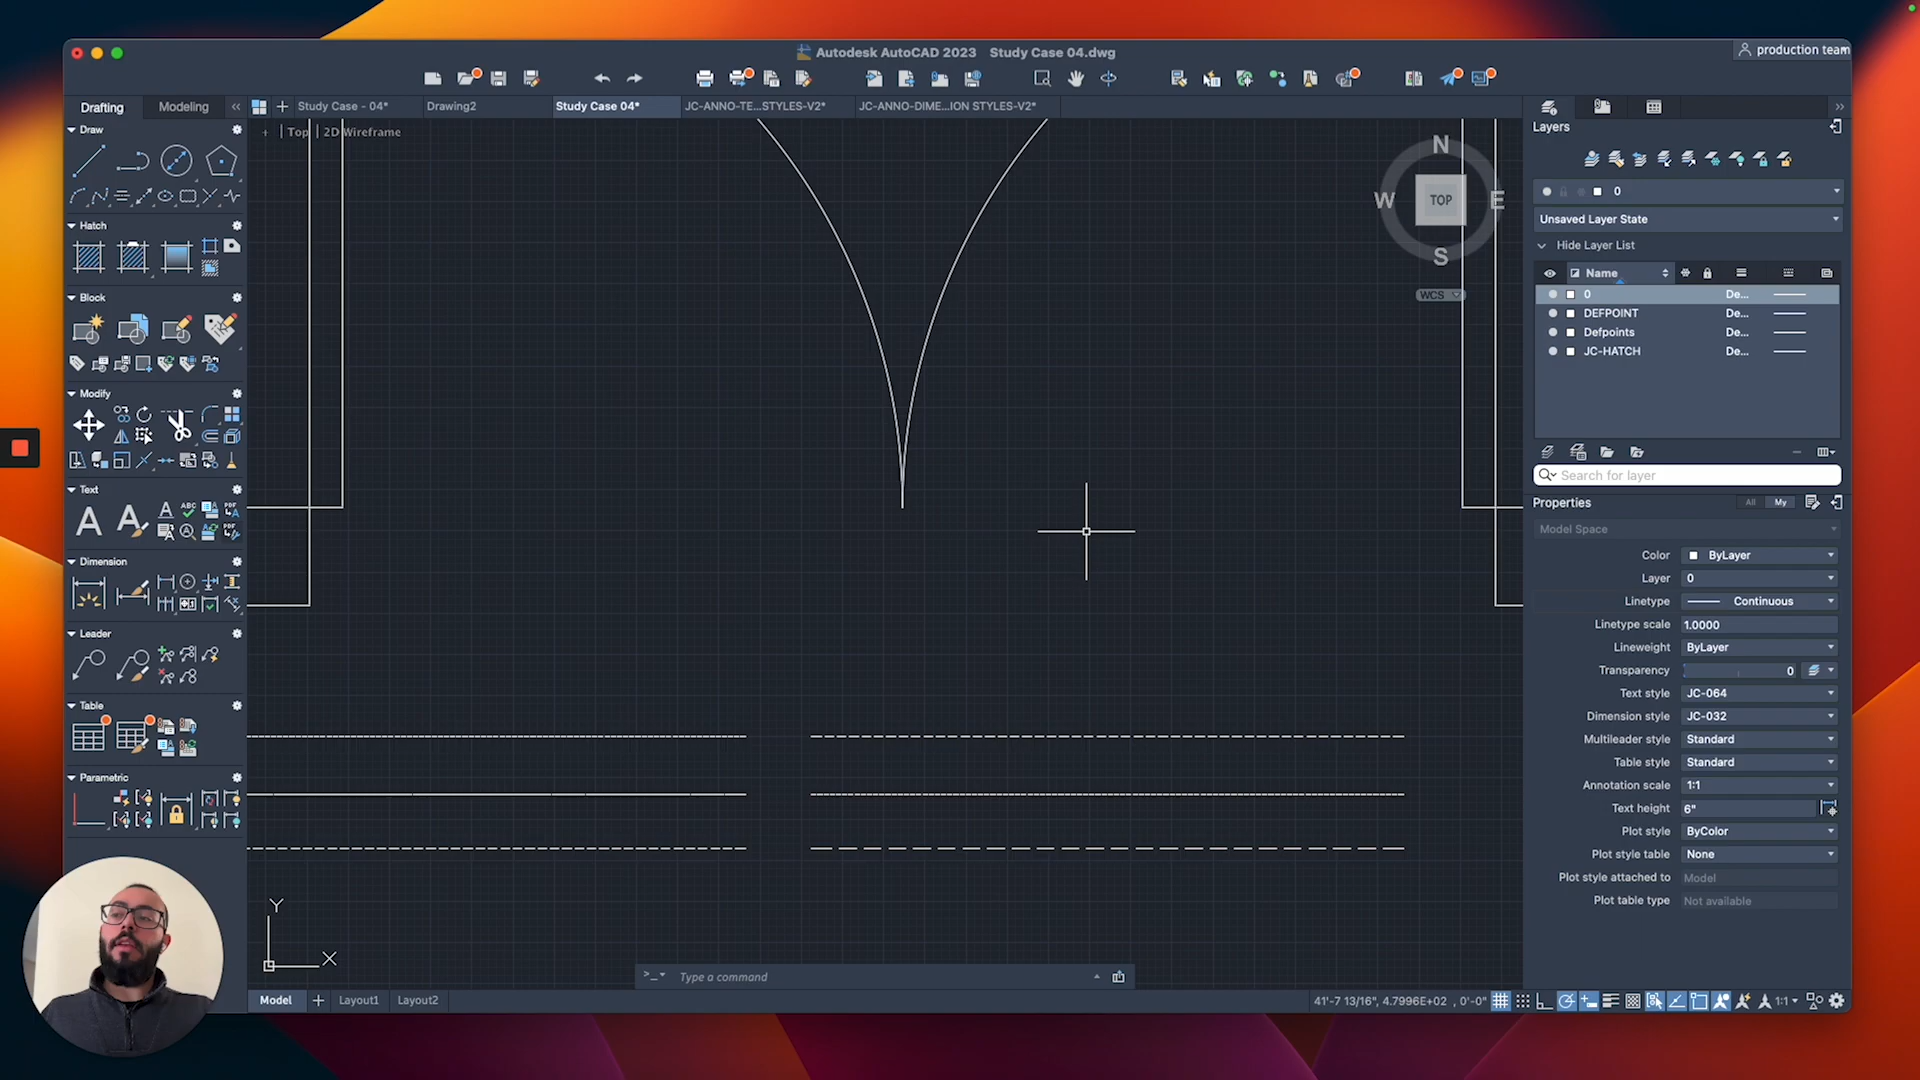 Autodesk AutoCAD 2023 Study Case 04.dwg
production team
Drafting Modeling
Study Case - 04* Drawing2 Study Case 04* JC-ANNO-TE...STYLES-V2* JC-ANNO-DIME...ION STYLES-V2*
Top 2D Wireframe
Draw
Hatch
Block
Modify
Text
Dimension
Leader
Table
Parametric
N
W TOP E
S
WCS
Y
X
Type a command
Model Layout1 Layout2
41'-7 13/16", 4.7996E+02 , 0'-0"
1:1
Layers
0
Unsaved Layer State
Hide Layer List
Name
0 De...
DEFPOINT De...
Defpoints De...
JC-HATCH De...
Search for layer
Properties All My
Model Space
Color ByLayer
Layer 0
Linetype Continuous
Linetype scale 1.0000
Lineweight ByLayer
Transparency 0
Text style JC-064
Dimension style JC-032
Multileader style Standard
Table style Standard
Annotation scale 1:1
Text height 6"
Plot style ByColor
Plot style table None
Plot style attached to Model
Plot table type Not available